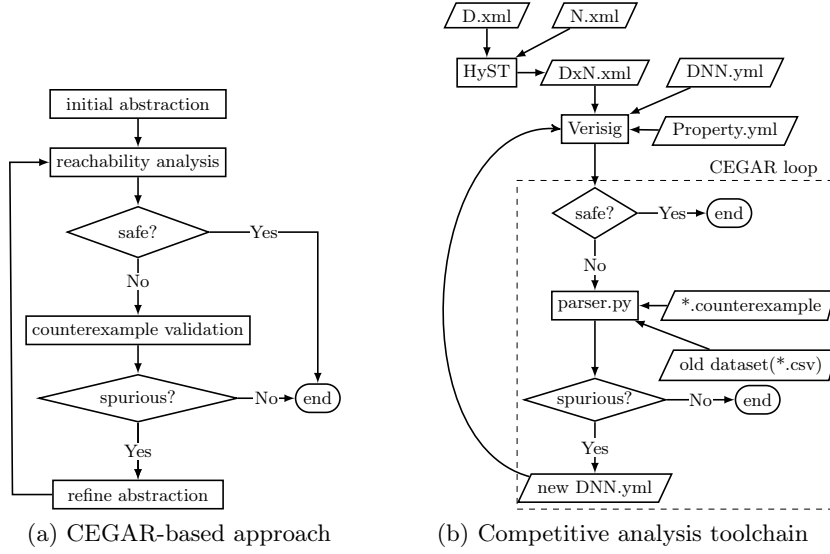 initial abstraction
reachability analysis
safe?
Yes
No
counterexample validation
spurious?
No
end
Yes
refine abstraction
(a) CEGAR-based approach
D.xml
N.xml
HyST
DxN.xml
DNN.yml
Verisig
Property.yml
CEGAR loop
safe?
Yes
end
No
parser.py
*.counterexample
old dataset(*.csv)
spurious?
No
end
Yes
new DNN.yml
(b) Competitive analysis toolchain